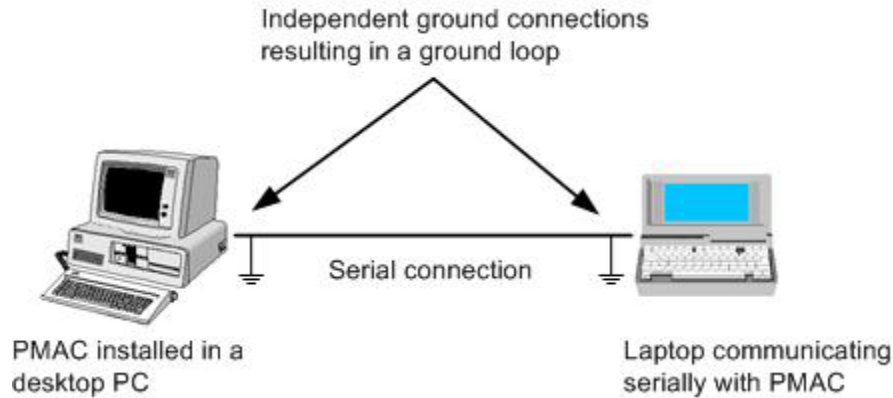 Independent ground connections
resulting in a ground loop
Serial connection
PMAC installed in a
desktop PC
Laptop communicating
serially with PMAC